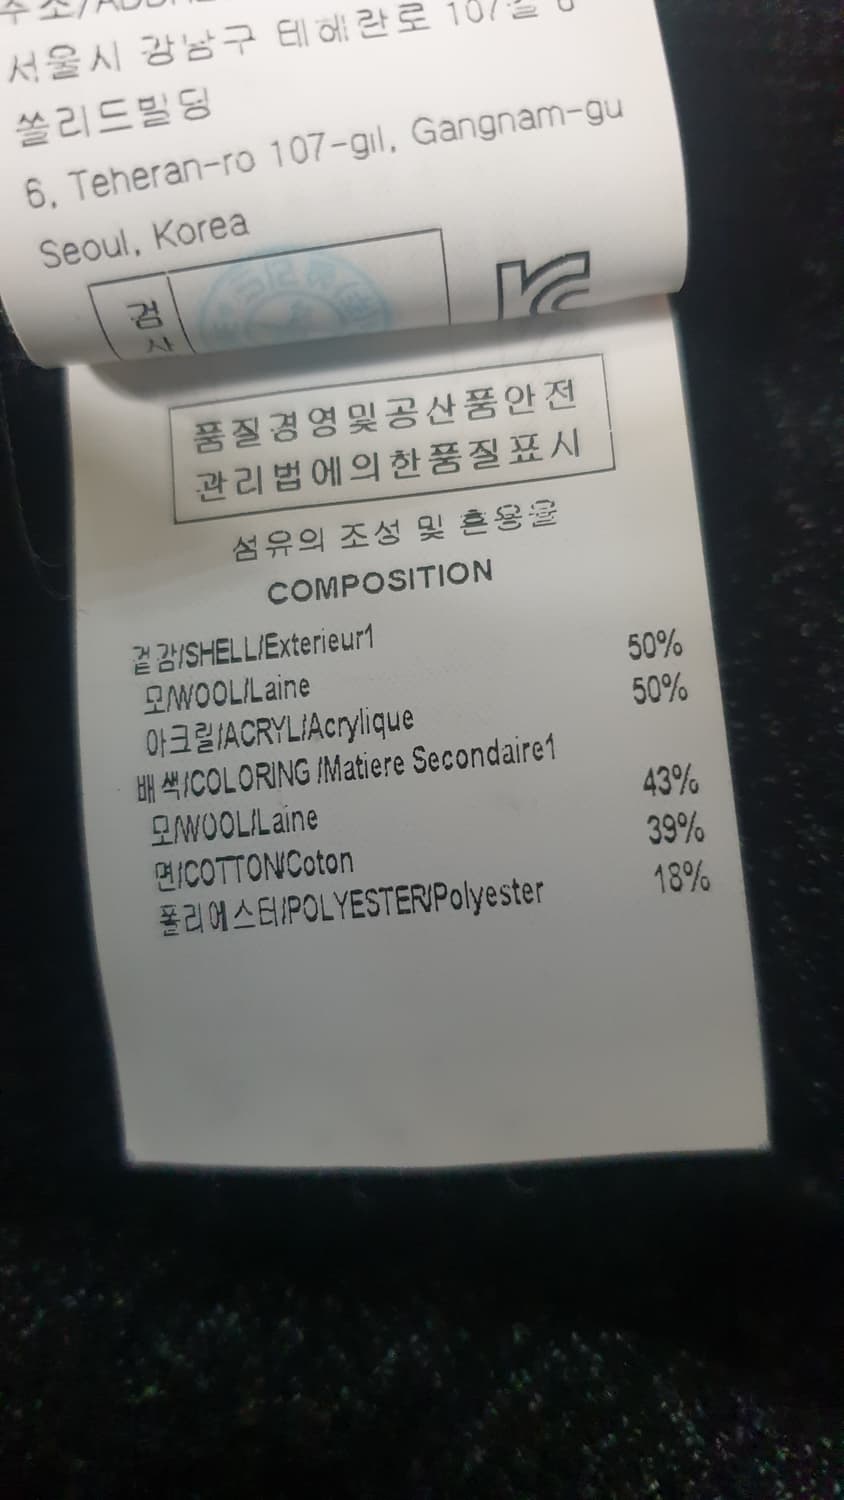 서울시 강남구 테헤란로 107길 6
쏠리드빌딩
6, Teheran-ro 107-gil, Gangnam-gu
Seoul, Korea
검
사
품질경영및공산품안전
관리법에의한품질표시
섬유의 조성 및 혼용율
COMPOSITION
겉감/SHELL/Exterieur1
모/WOOL/Laine 50%
아크릴/ACRYL/Acrylique 50%
배색/COLORING /Matiere Secondaire1
모/WOOL/Laine 43%
면/COTTON/Coton 39%
폴리에스터/POLYESTER/Polyester 18%